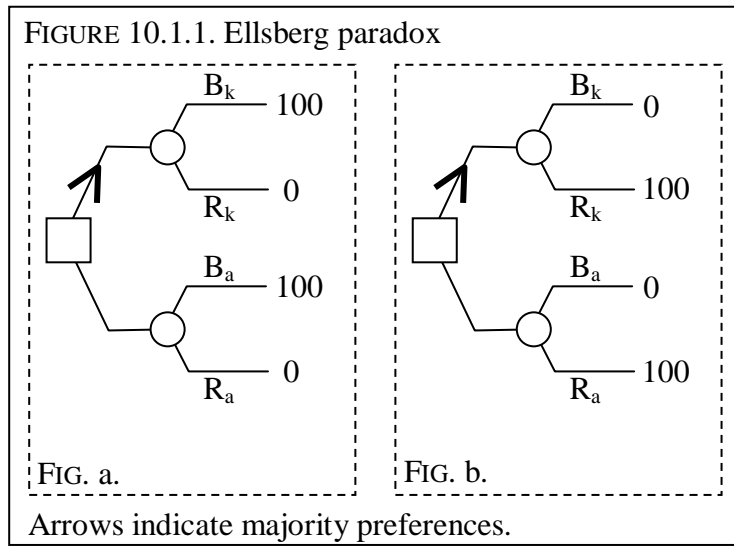 FIGURE 10.1.1. Ellsberg paradox
Bk
100
Rk
0
Ba
100
Ra
0
FIG. a.
Bk
0
Rk
100
Ba
0
Ra
100
FIG. b.
Arrows indicate majority preferences.